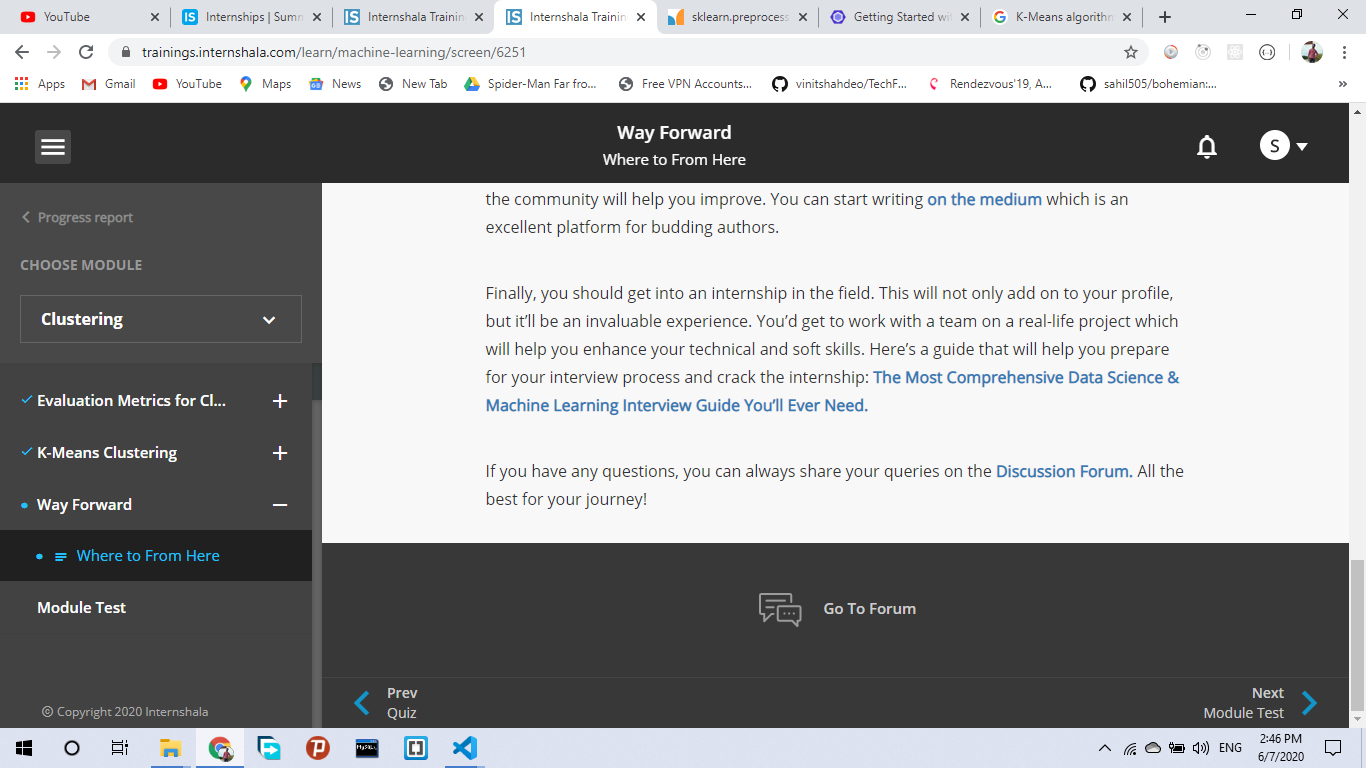 YouTube
Internships | Sum
Internshala Trainin
Internshala Trainin
sklearn.preprocess
Getting Started wi
K-Means algorithm
trainings.internshala.com/learn/machine-learning/screen/6251
Apps
Gmail
YouTube
Maps
News
New Tab
Spider-Man Far fro...
Free VPN Accounts...
vinitshahdeo/TechF...
Rendezvous'19, A...
sahil505/bohemian:...
»
Way Forward
Where to From Here
S
Progress report
CHOOSE MODULE
Clustering
Evaluation Metrics for Cl...
K-Means Clustering
Way Forward
Where to From Here
Module Test
© Copyright 2020 Internshala
the community will help you improve. You can start writing on the medium which is an
excellent platform for budding authors.
Finally, you should get into an internship in the field. This will not only add on to your profile,
but it’ll be an invaluable experience. You’d get to work with a team on a real-life project which
will help you enhance your technical and soft skills. Here’s a guide that will help you prepare
for your interview process and crack the internship: The Most Comprehensive Data Science &
Machine Learning Interview Guide You’ll Ever Need.
If you have any questions, you can always share your queries on the Discussion Forum. All the
best for your journey!
Go To Forum
Prev
Quiz
Next
Module Test
ENG
2:46 PM
6/7/2020